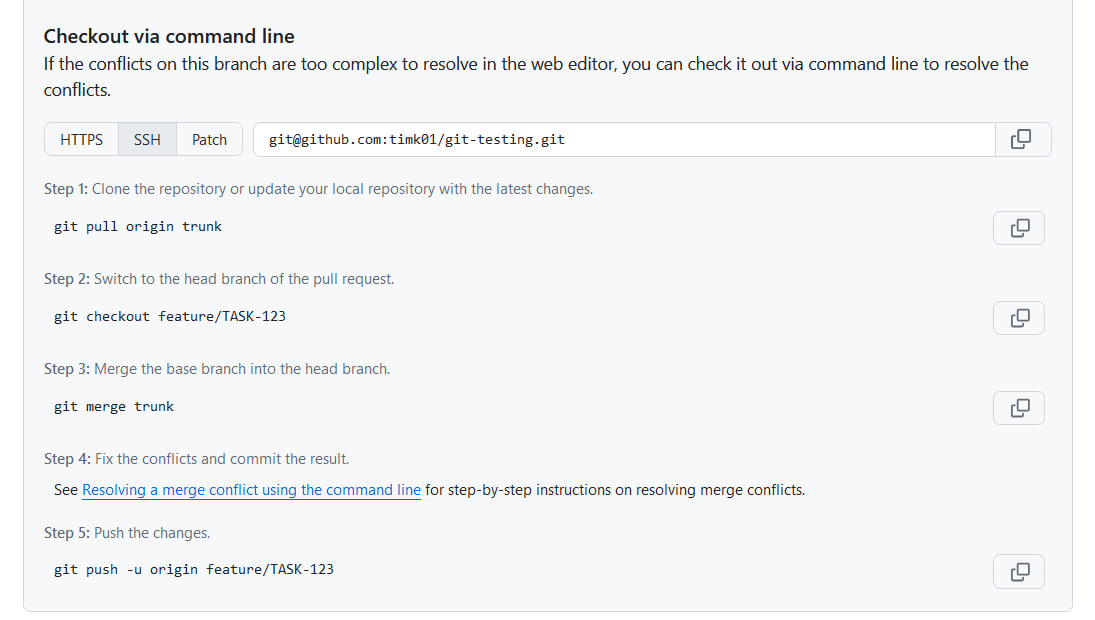 Checkout via command line
If the conflicts on this branch are too complex to resolve in the web editor, you can check it out via command line to resolve the
conflicts.
HTTPS SSH Patch git@github.com:timk01/git-testing.git
Step 1: Clone the repository or update your local repository with the latest changes.
git pull origin trunk
Step 2: Switch to the head branch of the pull request.
git checkout feature/TASK-123
Step 3: Merge the base branch into the head branch.
git merge trunk
Step 4: Fix the conflicts and commit the result.
See Resolving a merge conflict using the command line for step-by-step instructions on resolving merge conflicts.
Step 5: Push the changes.
git push -u origin feature/TASK-123